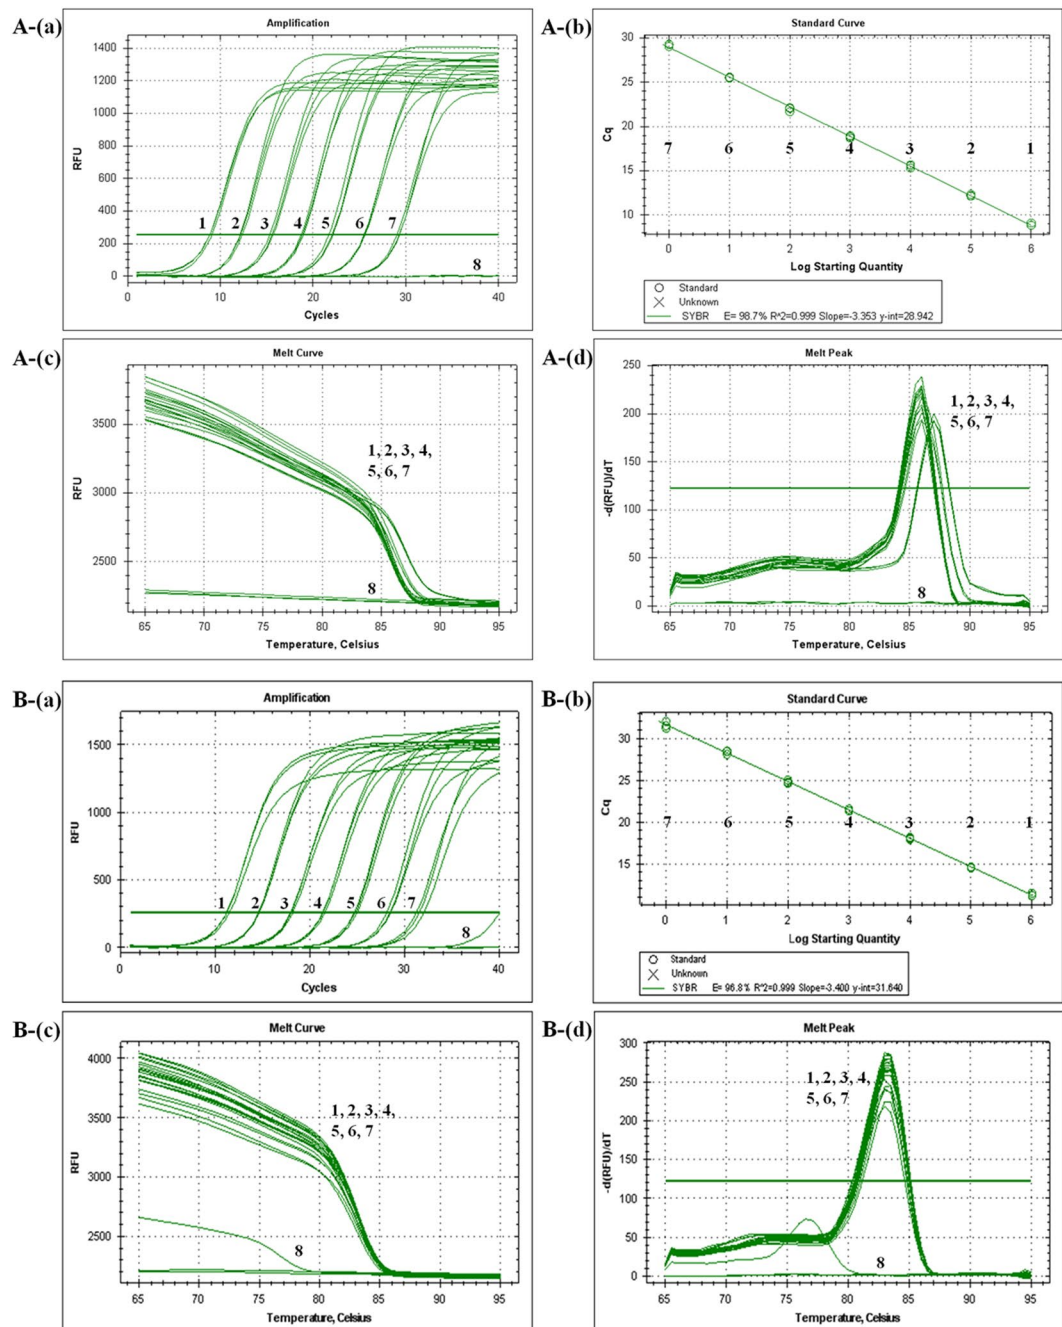 A-(a)
Amplification
RFU
1400
1200
1000
800
600
400
200
0
1
2
3
4
5
6
7
8
0
10
20
30
40
Cycles
A-(b)
Standard Curve
Cq
30
25
20
15
10
7
6
5
4
3
2
1
0
1
2
3
4
5
6
Log Starting Quantity
Standard
Unknown
SYBR E= 98.7% R^2=0.999 Slope=-3.353 y-int=28.942
A-(c)
Melt Curve
RFU
3500
3000
2500
1, 2, 3, 4,
5, 6, 7
8
65
70
75
80
85
90
95
Temperature, Celsius
A-(d)
Melt Peak
-d(RFU)/dT
250
200
150
100
50
0
1, 2, 3, 4,
5, 6, 7
8
65
70
75
80
85
90
95
Temperature, Celsius
B-(a)
Amplification
RFU
1500
1000
500
0
1
2
3
4
5
6
7
8
0
10
20
30
40
Cycles
B-(b)
Standard Curve
Cq
30
25
20
15
7
6
5
4
3
2
1
0
1
2
3
4
5
6
Log Starting Quantity
Standard
Unknown
SYBR E= 96.8% R^2=0.999 Slope=-3.400 y-int=31.640
B-(c)
Melt Curve
RFU
4000
3500
3000
2500
1, 2, 3, 4,
5, 6, 7
8
65
70
75
80
85
90
95
Temperature, Celsius
B-(d)
Melt Peak
-d(RFU)/dT
300
250
200
150
100
50
0
1, 2, 3, 4,
5, 6, 7
8
65
70
75
80
85
90
95
Temperature, Celsius